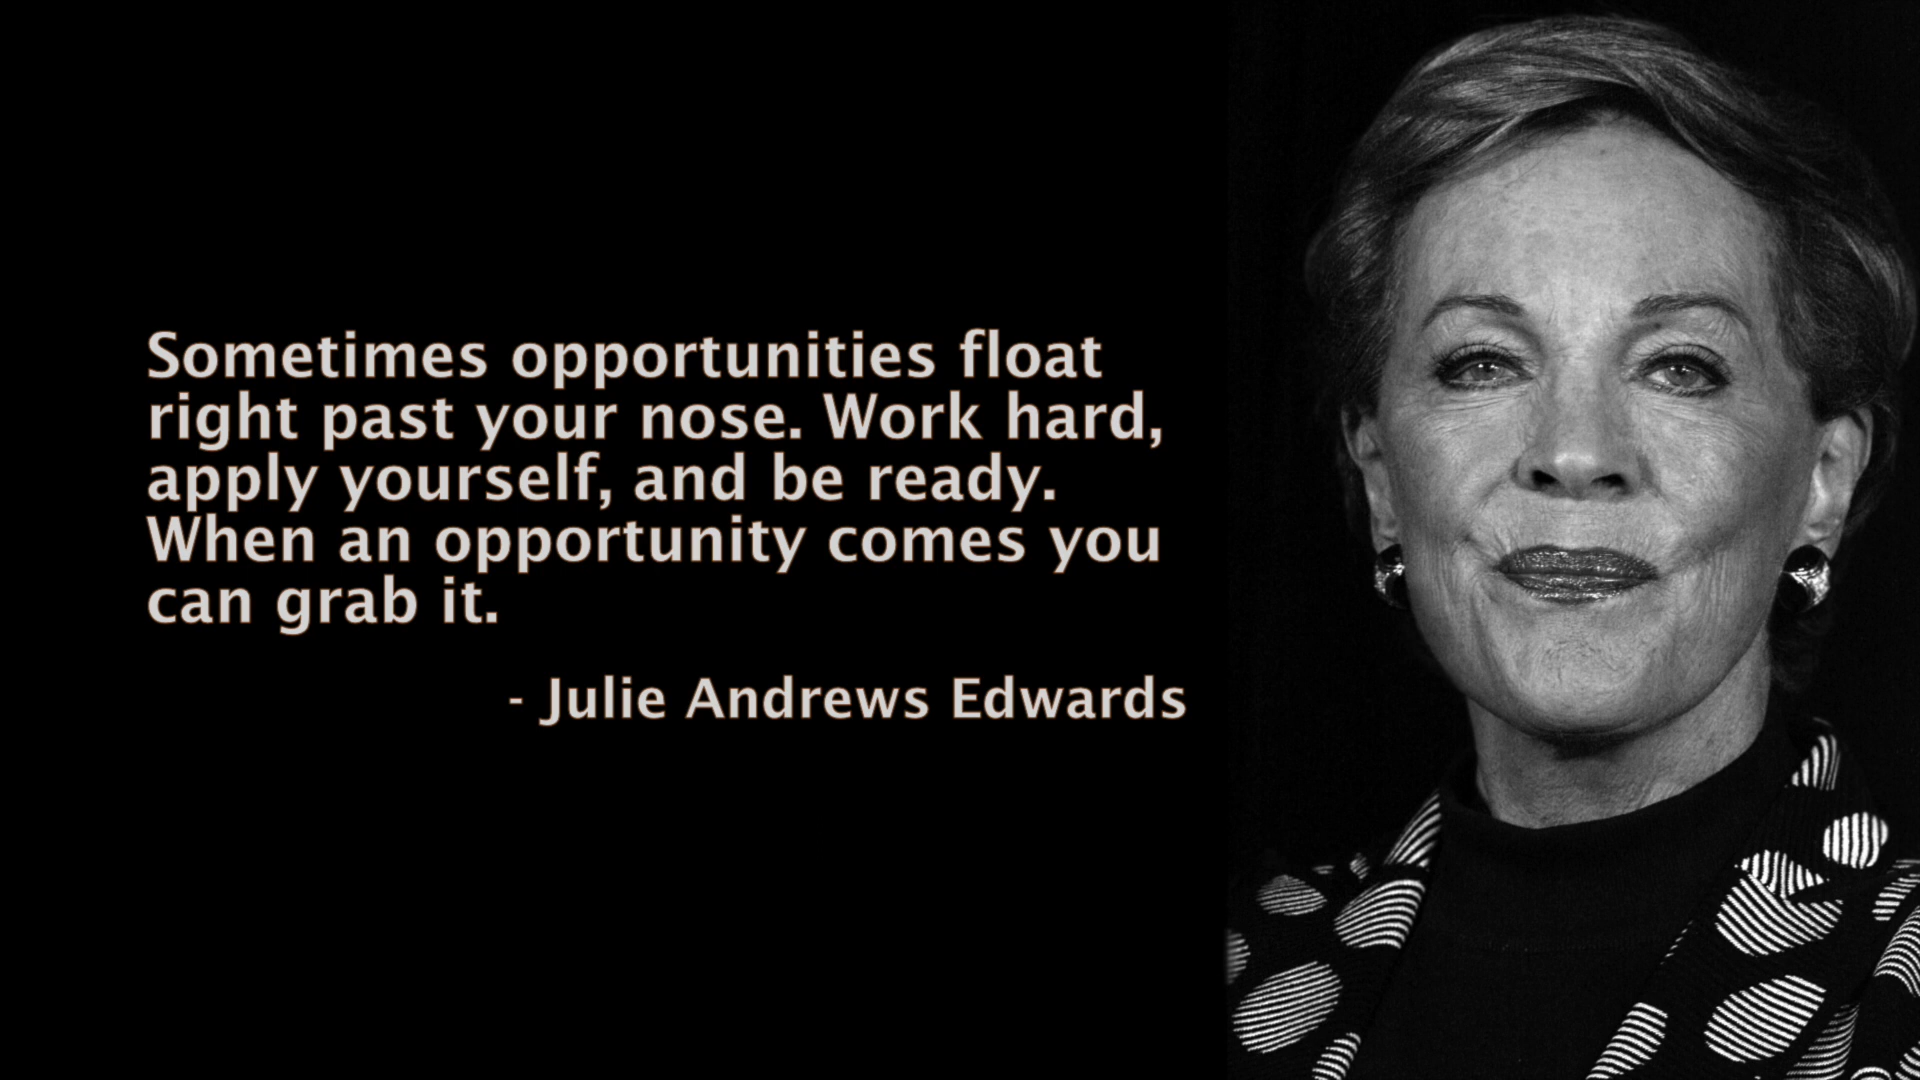 Sometimes opportunities float
right past your nose. Work hard,
apply yourself, and be ready.
When an opportunity comes you
can grab it.
- Julie Andrews Edwards